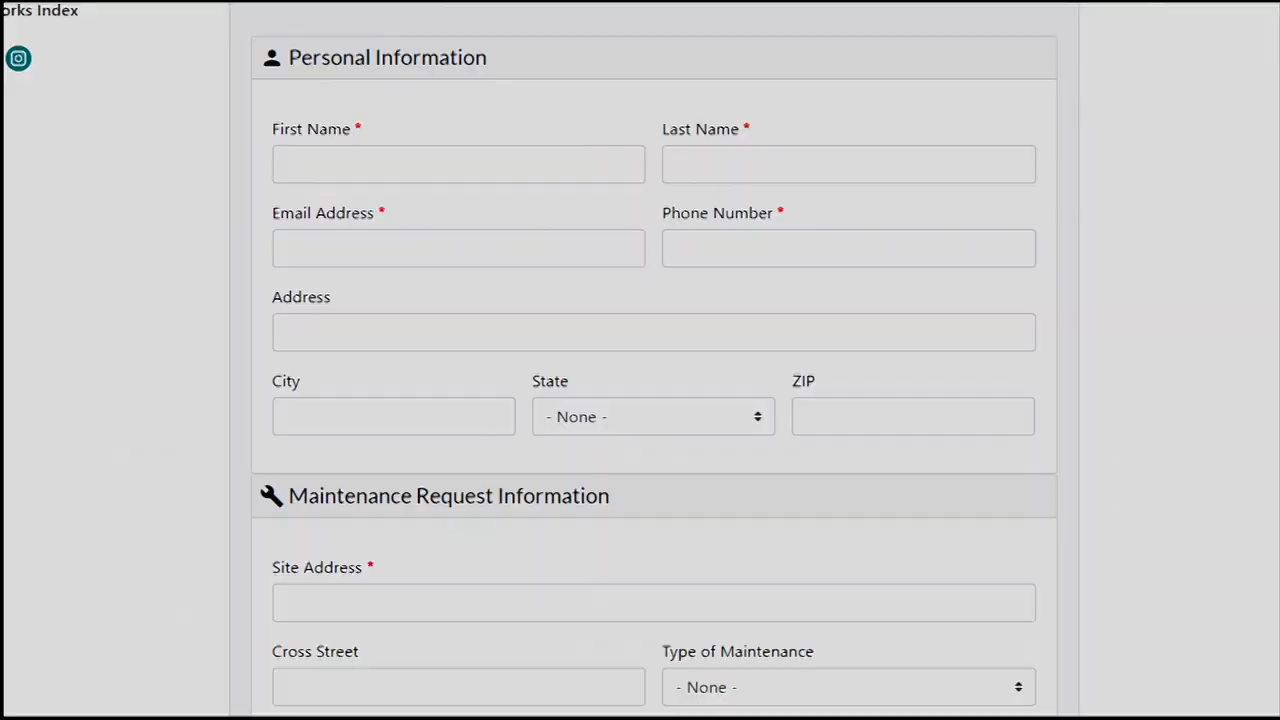 orks Index
Personal Information
First Name *
Last Name *
Email Address *
Phone Number *
Address
City
State
ZIP
- None -
Maintenance Request Information
Site Address *
Cross Street
Type of Maintenance
- None -